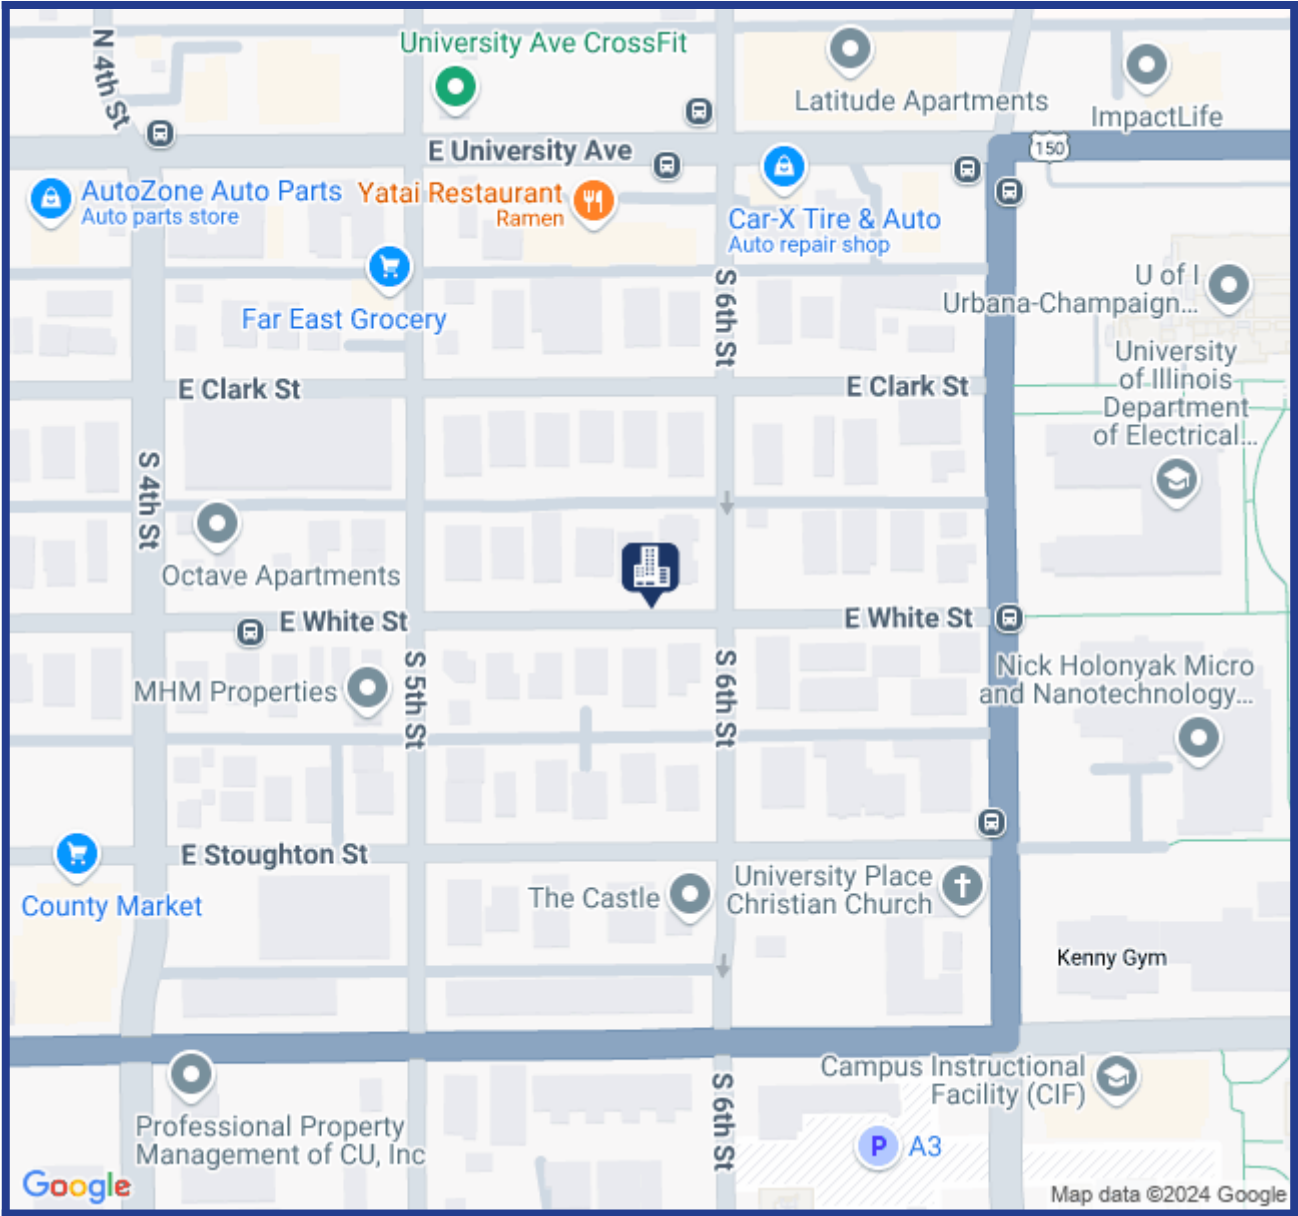 N 4th St
University Ave CrossFit
Latitude Apartments
ImpactLife
E University Ave
150
AutoZone Auto Parts
Auto parts store
Yatai Restaurant
Ramen
Car-X Tire & Auto
Auto repair shop
Far East Grocery
S 6th St
U of I
Urbana-Champaign...
University
of Illinois
Department
of Electrical...
E Clark St
E Clark St
S 4th St
Octave Apartments
E White St
E White St
MHM Properties
S 5th St
S 6th St
Nick Holonyak Micro
and Nanotechnology...
E Stoughton St
County Market
The Castle
University Place
Christian Church
Kenny Gym
Campus Instructional
Facility (CIF)
S 6th St
Professional Property
Management of CU, Inc
P A3
Google
Map data ©2024 Google